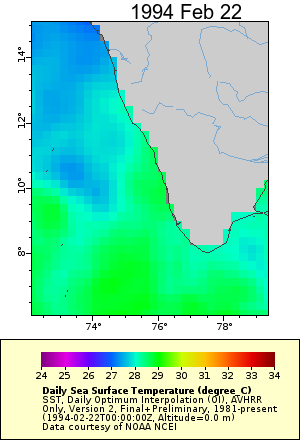 1994 Feb 22
14°
12°
10°
8°
74°
76°
78°
24 25 26 27 28 29 30 31 32 33 34
Daily Sea Surface Temperature (degree_C)
SST, Daily Optimum Interpolation (OI), AVHRR
Only, Version 2, Final+Preliminary, 1981-present
(1994-02-22T00:00:00Z, Altitude=0.0 m)
Data courtesy of NOAA NCEI